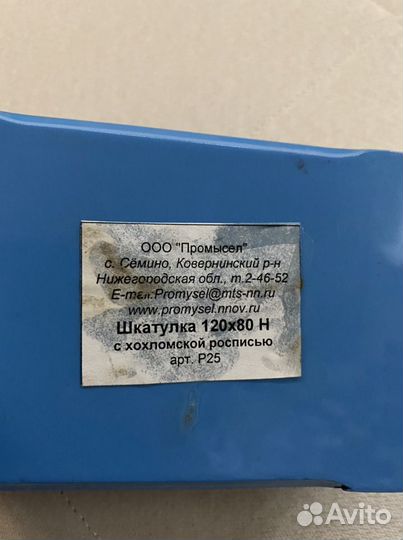 ООО "Промысел"
с. Сёмино, Ковернинский р-н
Нижегородская обл., т.2-46-52
E-mail:Promysel@mts-nn.ru
www.promysel.nnov.ru
Шкатулка 120х80 Н
с хохломской росписью
арт. Р25
Avito